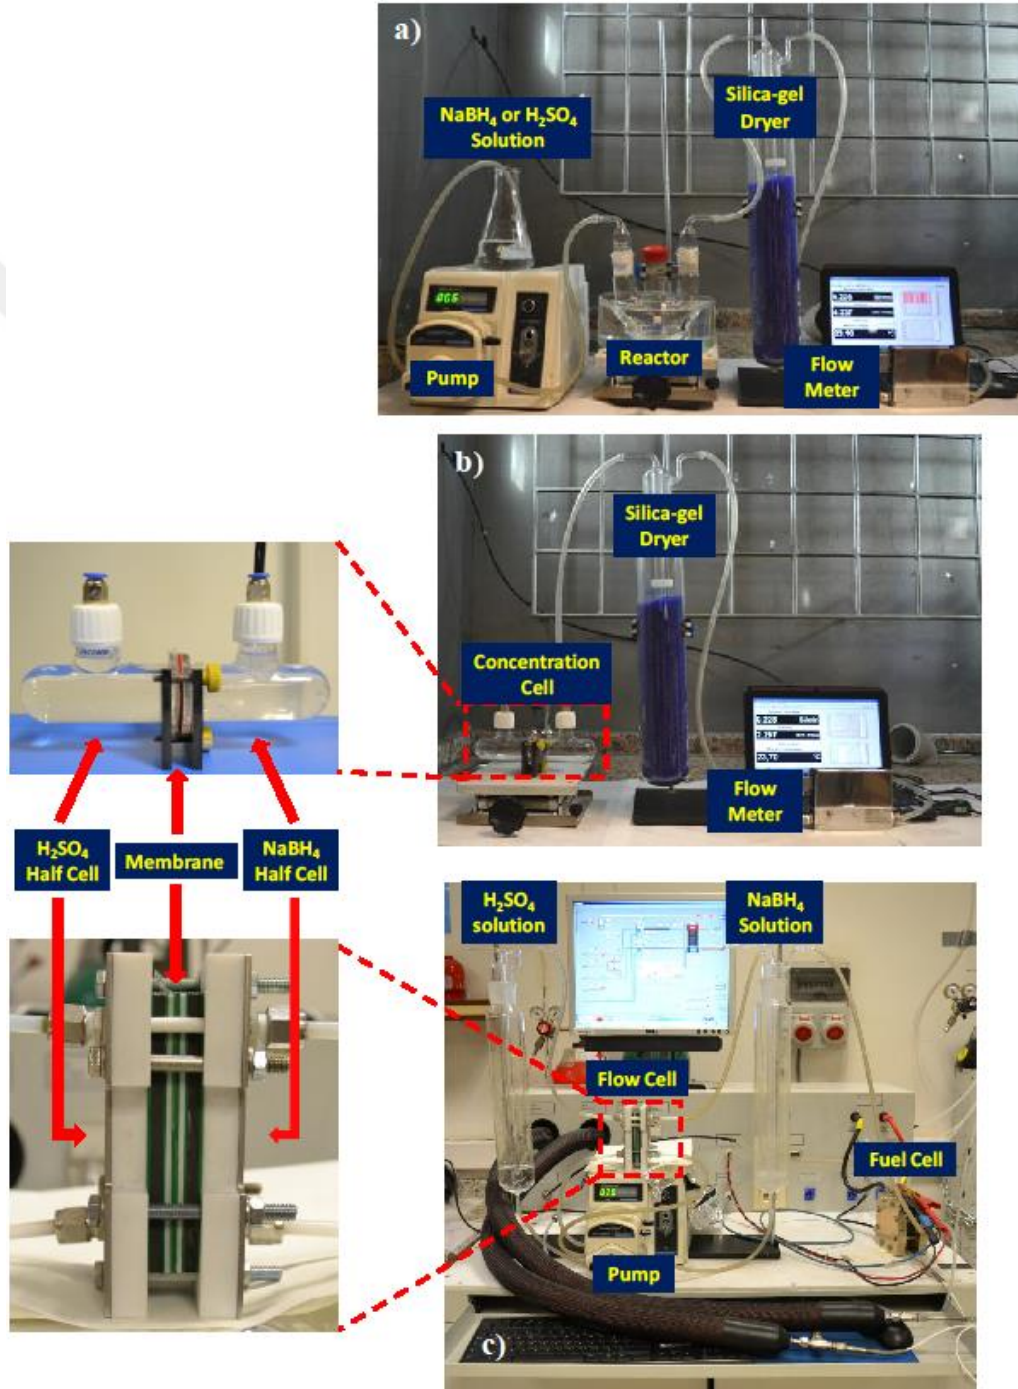 a)
Silica-gel
Dryer
NaBH₄ or H₂SO₄
Solution
Pump
Reactor
Flow
Meter
b)
Silica-gel
Dryer
Concentration
Cell
Flow
Meter
H₂SO₄
Half Cell
Membrane
NaBH₄
Half Cell
H₂SO₄
solution
NaBH₄
Solution
Flow Cell
Fuel Cell
Pump
c)